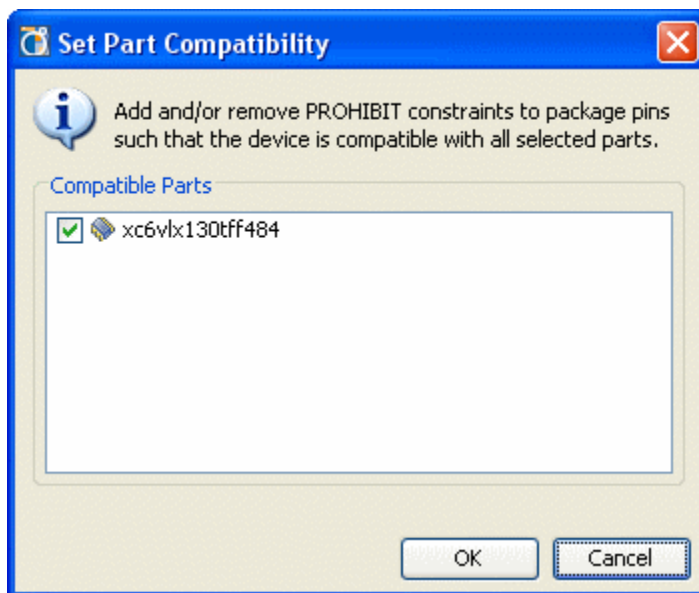 Set Part Compatibility
Add and/or remove PROHIBIT constraints to package pins
such that the device is compatible with all selected parts.
Compatible Parts
xc6vlx130tff484
OK
Cancel